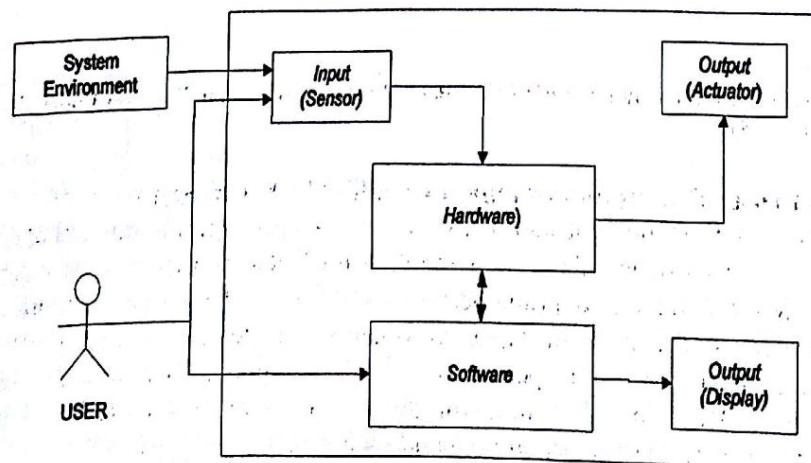 System
Environment
Input
(Sensor)
Output
(Actuator)
Hardware)
Software
Output
(Display)
USER